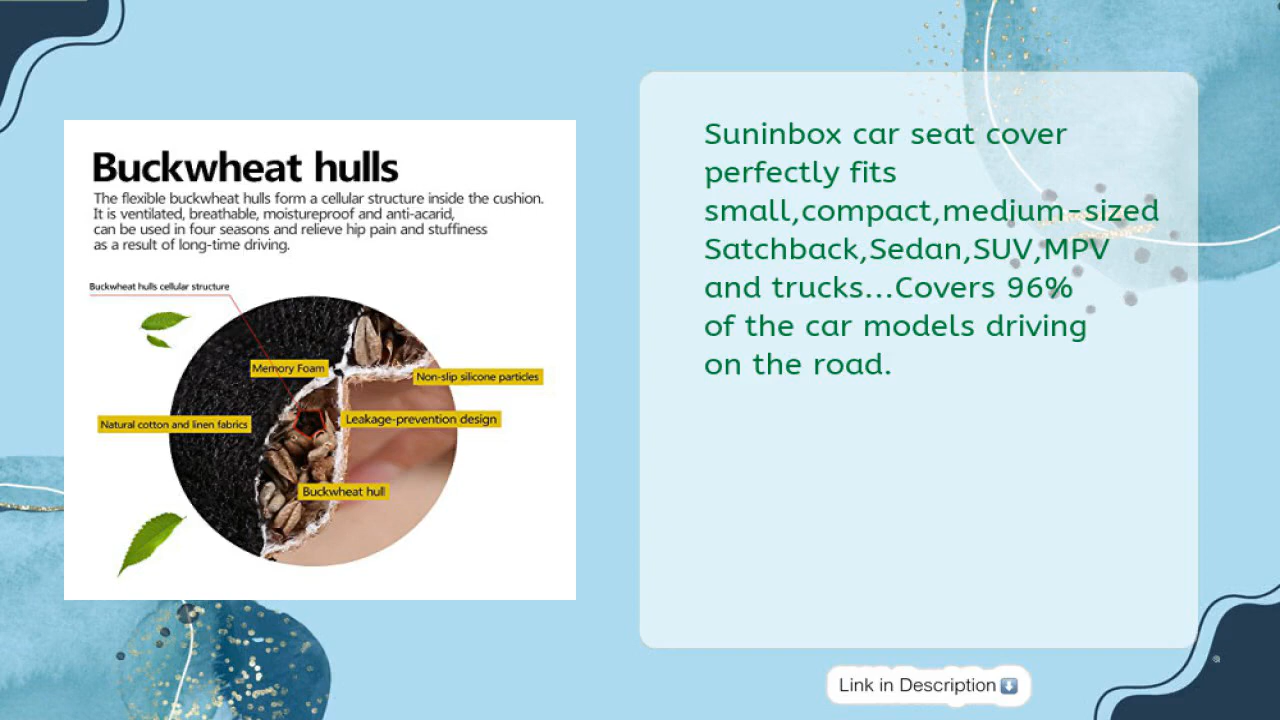 Buckwheat hulls
The flexible buckwheat hulls form a cellular structure inside the cushion.
It is ventilated, breathable, moistureproof and anti-acarid,
can be used in four seasons and relieve hip pain and stuffiness
as a result of long-time driving.
Buckwheat hulls cellular structure
Memory Foam
Non-slip silicone particles
Natural cotton and linen fabrics
Leakage-prevention design
Buckwheat hull
Suninbox car seat cover
perfectly fits
small,compact,medium-sized
Satchback,Sedan,SUV,MPV
and trucks...Covers 96%
of the car models driving
on the road.
Link in Description⬇️